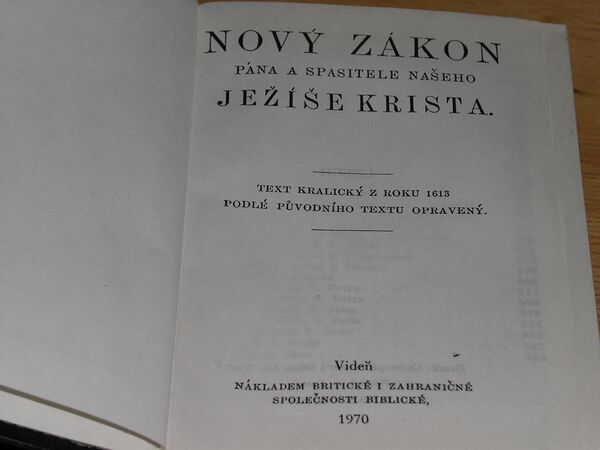 NOVÝ ZÁKON
PÁNA A SPASITELE NAŠEHO
JEŽÍŠE KRISTA.
TEXT KRALICKÝ Z ROKU 1613
PODLÉ PŮVODNÍHO TEXTU OPRAVENÝ.
Videň
NÁKLADEM BRITICKÉ I ZAHRANIČNÉ
SPOLEČNOSTI BIBLICKÉ,
1970